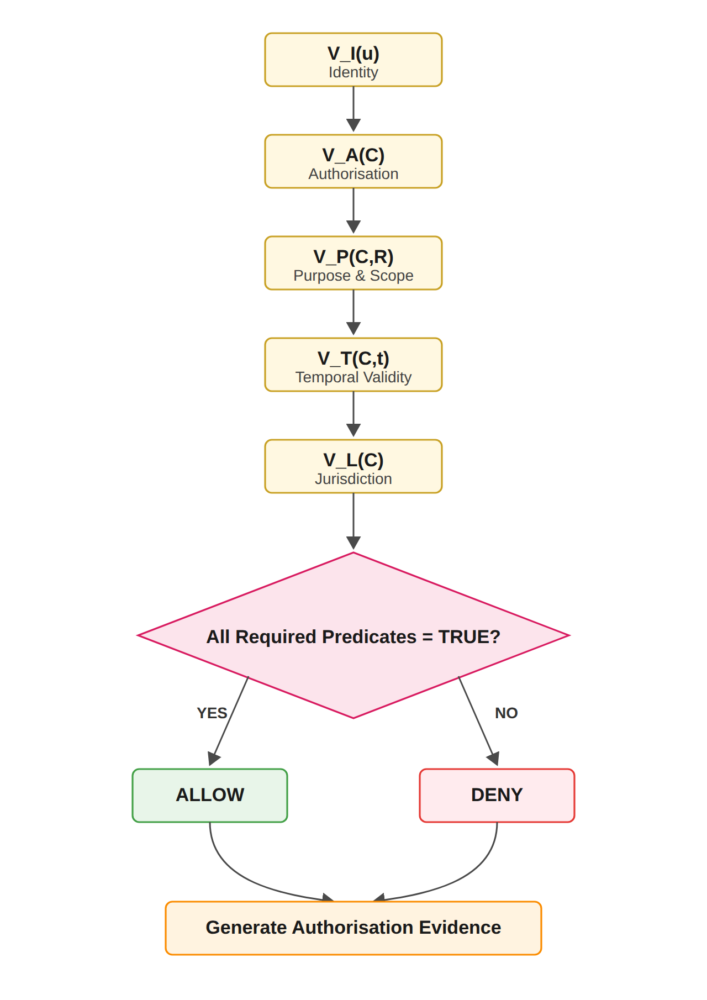 V_I(u)
Identity
V_A(C)
Authorisation
V_P(C,R)
Purpose & Scope
V_T(C,t)
Temporal Validity
V_L(C)
Jurisdiction
All Required Predicates = TRUE?
YES
NO
ALLOW
DENY
Generate Authorisation Evidence